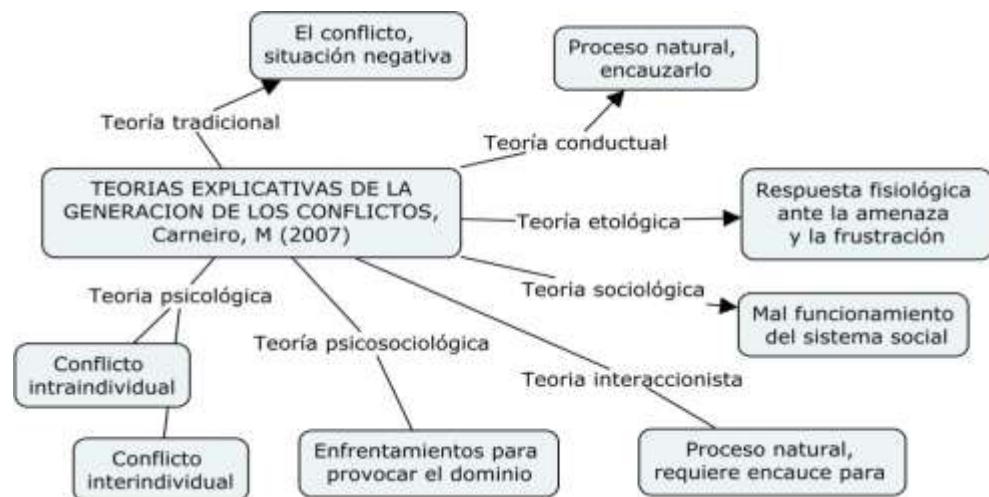 El conflicto,
situación negativa
Proceso natural,
encauzarlo
Teoría tradicional
Teoría conductual
TEORIAS EXPLICATIVAS DE LA
GENERACION DE LOS CONFLICTOS,
Carneiro, M (2007)
Respuesta fisiológica
ante la amenaza
y la frustración
Teoría etológica
Teoria psicológica
Teoria sociológica
Mal funcionamiento
del sistema social
Teoría psicosociológica
Conflicto
intraindividual
Teoria interaccionista
Conflicto
interindividual
Enfrentamientos para
provocar el dominio
Proceso natural,
requiere encauce para